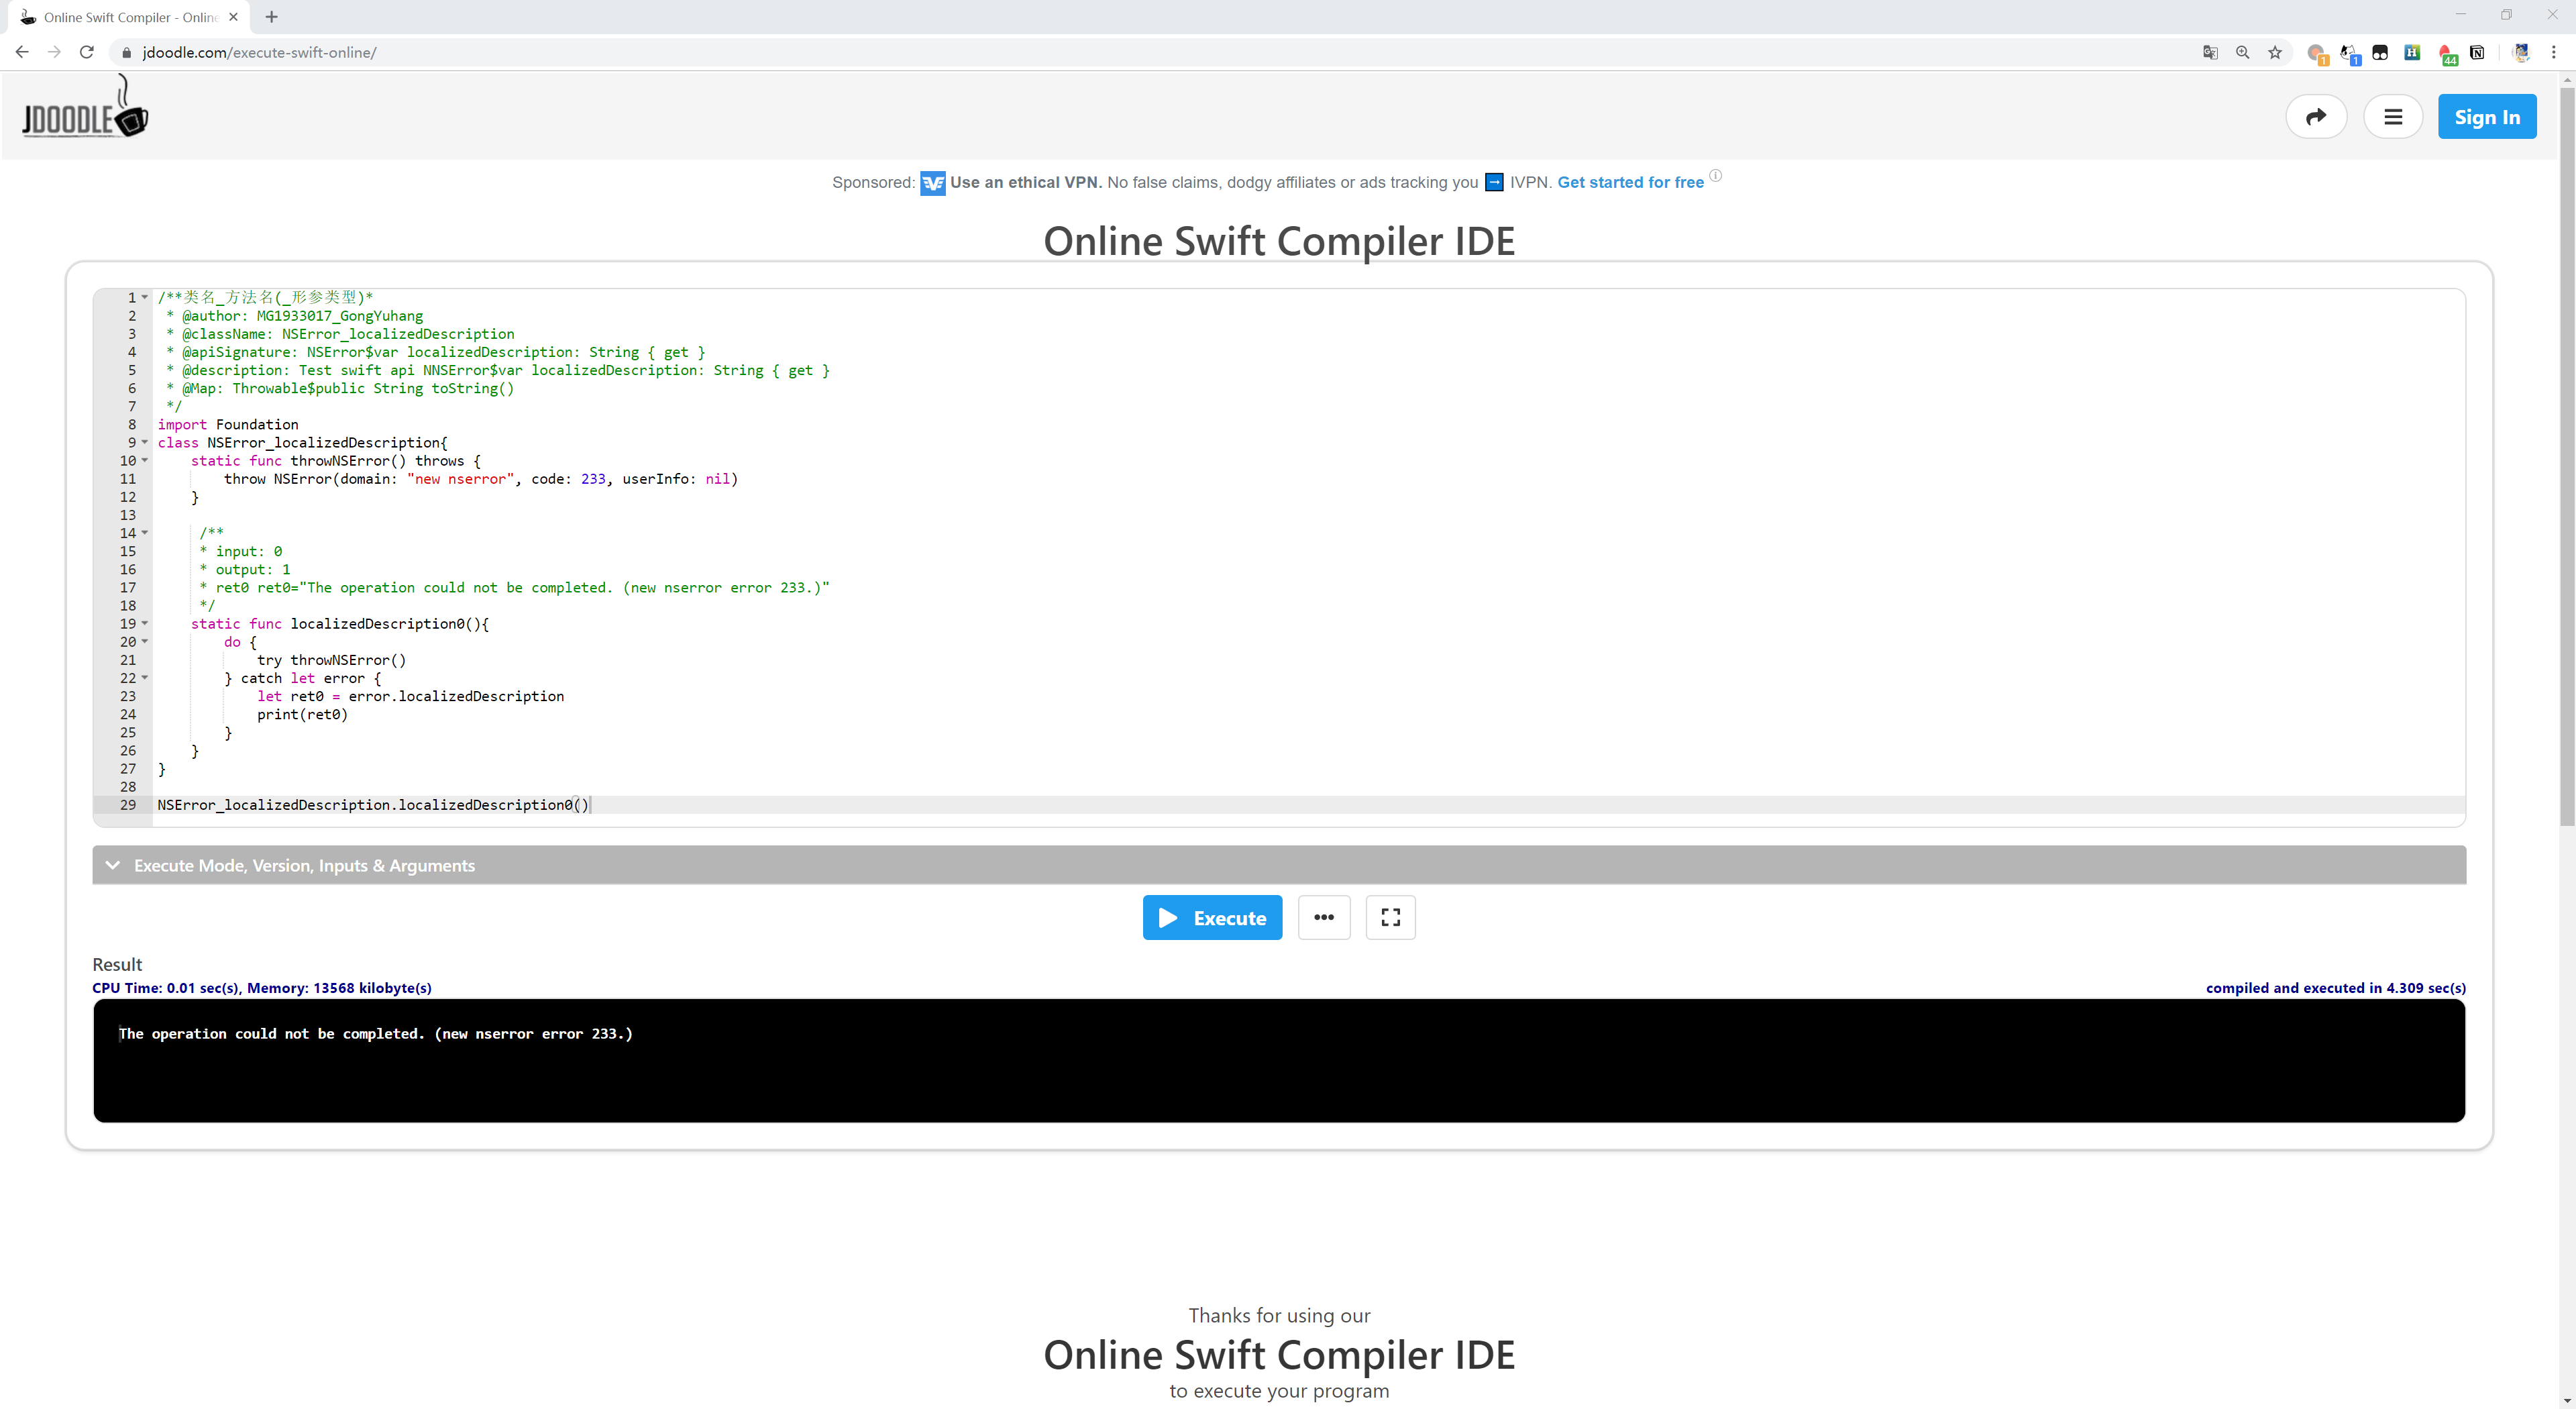 Online Swift Compiler - Online
jdoodle.com/execute-swift-online/
1
1
44
JDOODLE
Sign In
Sponsored: Use an ethical VPN. No false claims, dodgy affiliates or ads tracking you IVPN. Get started for free
Online Swift Compiler IDE
1 /**类名_方法名(_形参类型)*
2 * @author: MG1933017_GongYuhang
3 * @className: NSError_localizedDescription
4 * @apiSignature: NSError$var localizedDescription: String { get }
5 * @description: Test swift api NNSError$var localizedDescription: String { get }
6 * @Map: Throwable$public String toString()
7 */
8 import Foundation
9 class NSError_localizedDescription{
10 static func throwNSError() throws {
11 throw NSError(domain: "new nserror", code: 233, userInfo: nil)
12 }
13
14 /**
15 * input: 0
16 * output: 1
17 * ret0 ret0="The operation could not be completed. (new nserror error 233.)"
18 */
19 static func localizedDescription0(){
20 do {
21 try throwNSError()
22 } catch let error {
23 let ret0 = error.localizedDescription
24 print(ret0)
25 }
26 }
27 }
28
29 NSError_localizedDescription.localizedDescription0()
Execute Mode, Version, Inputs & Arguments
Execute
Result
CPU Time: 0.01 sec(s), Memory: 13568 kilobyte(s)
compiled and executed in 4.309 sec(s)
The operation could not be completed. (new nserror error 233.)
Thanks for using our
Online Swift Compiler IDE
to execute your program